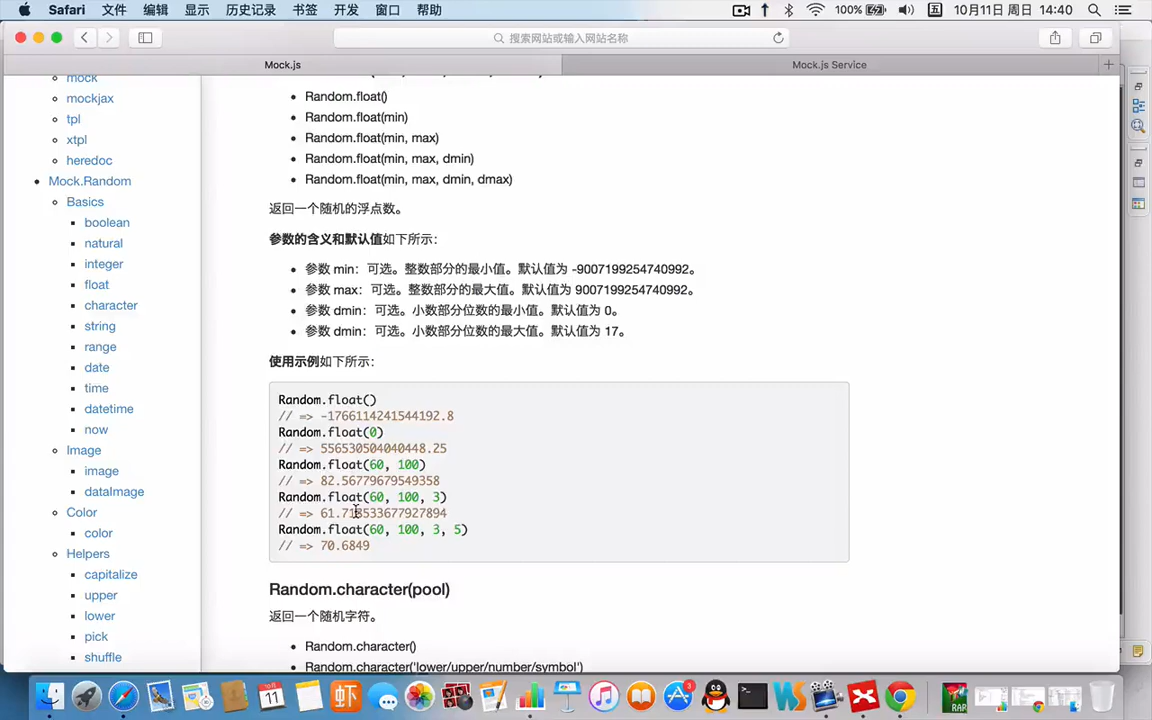 Safari 文件 编辑 显示 历史记录 书签 开发 窗口 帮助 100% 五 10月11日 周日 14:40
搜索网站或输入网站名称
Mock.js Mock.js Service
mock
mockjax
tpl
xtpl
heredoc
Mock.Random
Basics
boolean
natural
integer
float
character
string
range
date
time
datetime
now
Image
image
dataImage
Color
color
Helpers
capitalize
upper
lower
pick
shuffle
Random.float()
Random.float(min)
Random.float(min, max)
Random.float(min, max, dmin)
Random.float(min, max, dmin, dmax)
返回一个随机的浮点数。
参数的含义和默认值如下所示：
参数 min：可选。整数部分的最小值。默认值为 -9007199254740992。
参数 max：可选。整数部分的最大值。默认值为 9007199254740992。
参数 dmin：可选。小数部分位数的最小值。默认值为 0。
参数 dmin：可选。小数部分位数的最大值。默认值为 17。
使用示例如下所示：
Random.float()
// => -1766114241544192.8
Random.float(0)
// => 556530504040448.25
Random.float(60, 100)
// => 82.56779679549358
Random.float(60, 100, 3)
// => 61.718533677927894
Random.float(60, 100, 3, 5)
// => 70.6849
Random.character(pool)
返回一个随机字符。
Random.character()
Random.character('lower/upper/number/symbol')